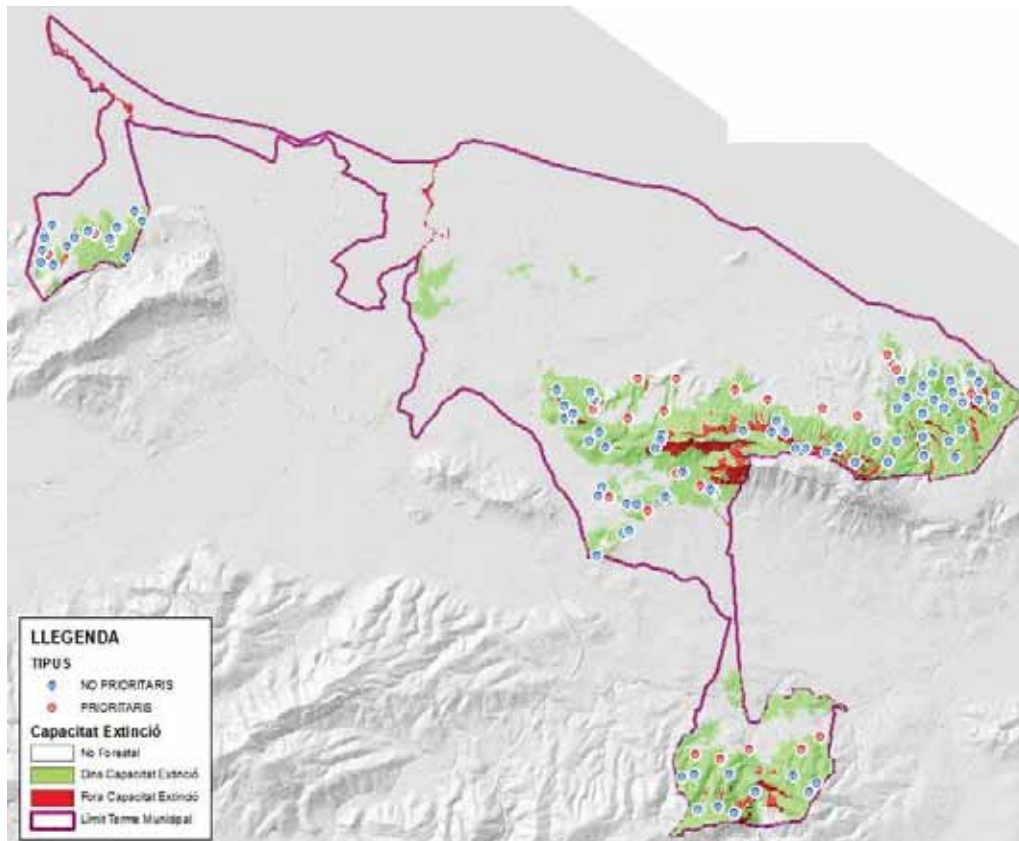 LLEGENDA
TIPUS
NO PRIORITARIS
PRIORITARIS
Capacitat Extinció
No Forestal
Dins Capacitat Extinció
Fora Capacitat Extinció
Límit Terme Municipal